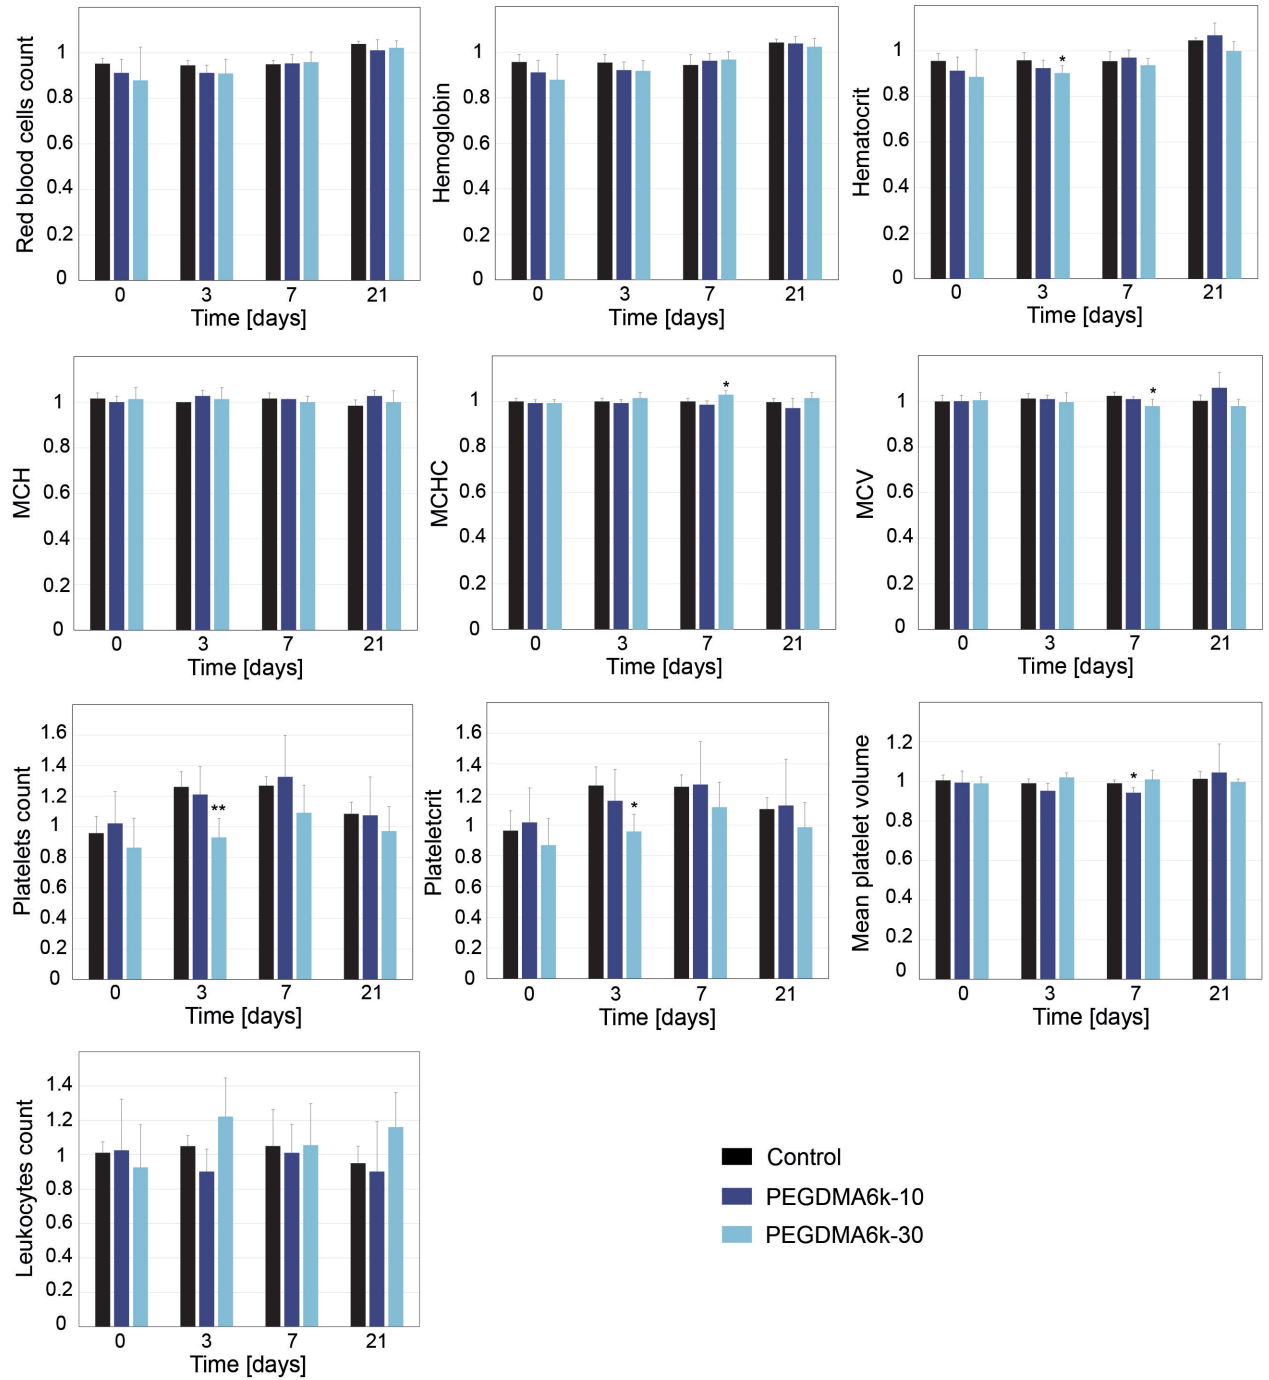 Red blood cells count
1
0.8
0.6
0.4
0.2
0
0 3 7 21
Time [days]
Hemoglobin
1
0.8
0.6
0.4
0.2
0
0 3 7 21
Time [days]
Hematocrit
1
0.8
0.6
0.4
0.2
0
*
0 3 7 21
Time [days]
MCH
1
0.8
0.6
0.4
0.2
0
0 3 7 21
Time [days]
MCHC
1
0.8
0.6
0.4
0.2
0
*
0 3 7 21
Time [days]
MCV
1
0.8
0.6
0.4
0.2
0
*
0 3 7 21
Time [days]
Platelets count
1.6
1.4
1.2
1
0.8
0.6
0.4
0.2
0
**
0 3 7 21
Time [days]
Plateletcrit
1.6
1.4
1.2
1
0.8
0.6
0.4
0.2
0
*
0 3 7 21
Time [days]
Mean platelet volume
1.2
1
0.8
0.6
0.4
0.2
0
*
0 3 7 21
Time [days]
Leukocytes count
1.4
1.2
1
0.8
0.6
0.4
0.2
0
0 3 7 21
Time [days]
Control
PEGDMA6k-10
PEGDMA6k-30